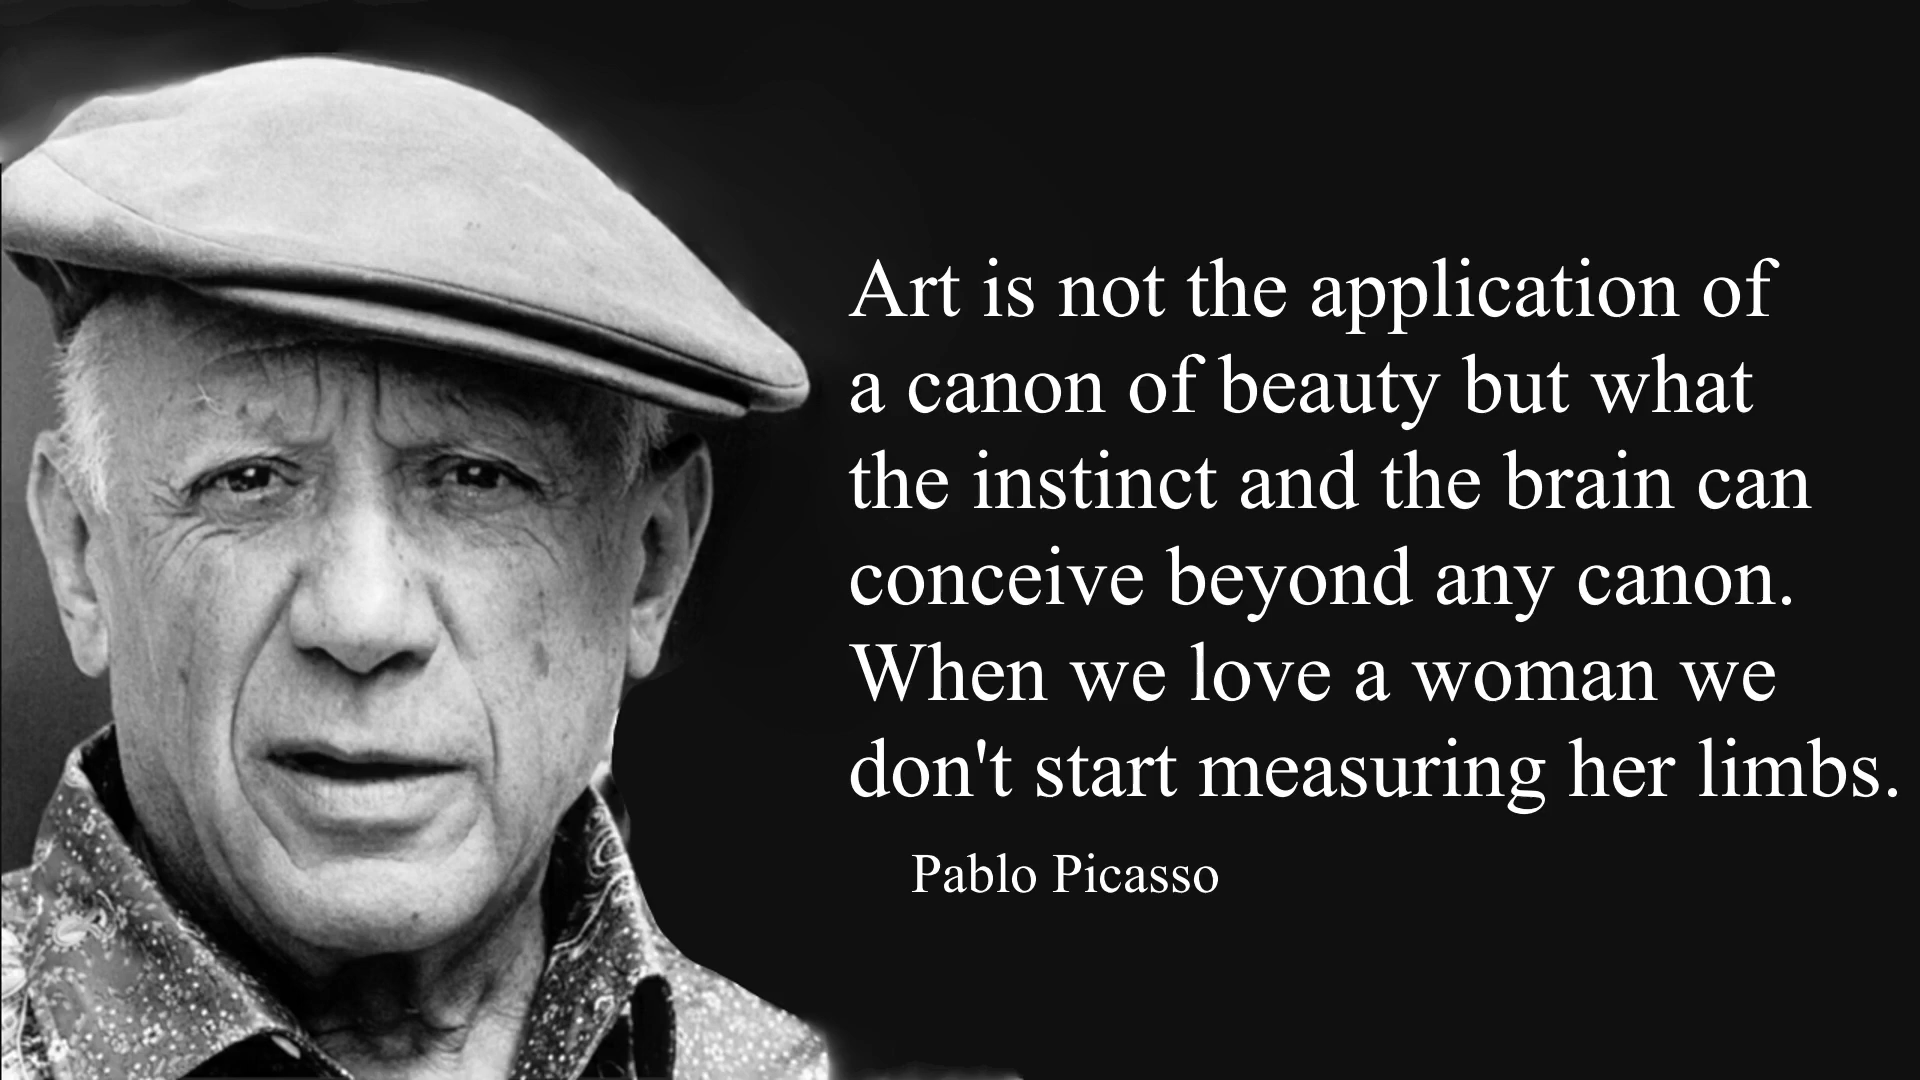 Art is not the application of
a canon of beauty but what
the instinct and the brain can
conceive beyond any canon.
When we love a woman we
don't start measuring her limbs.
Pablo Picasso